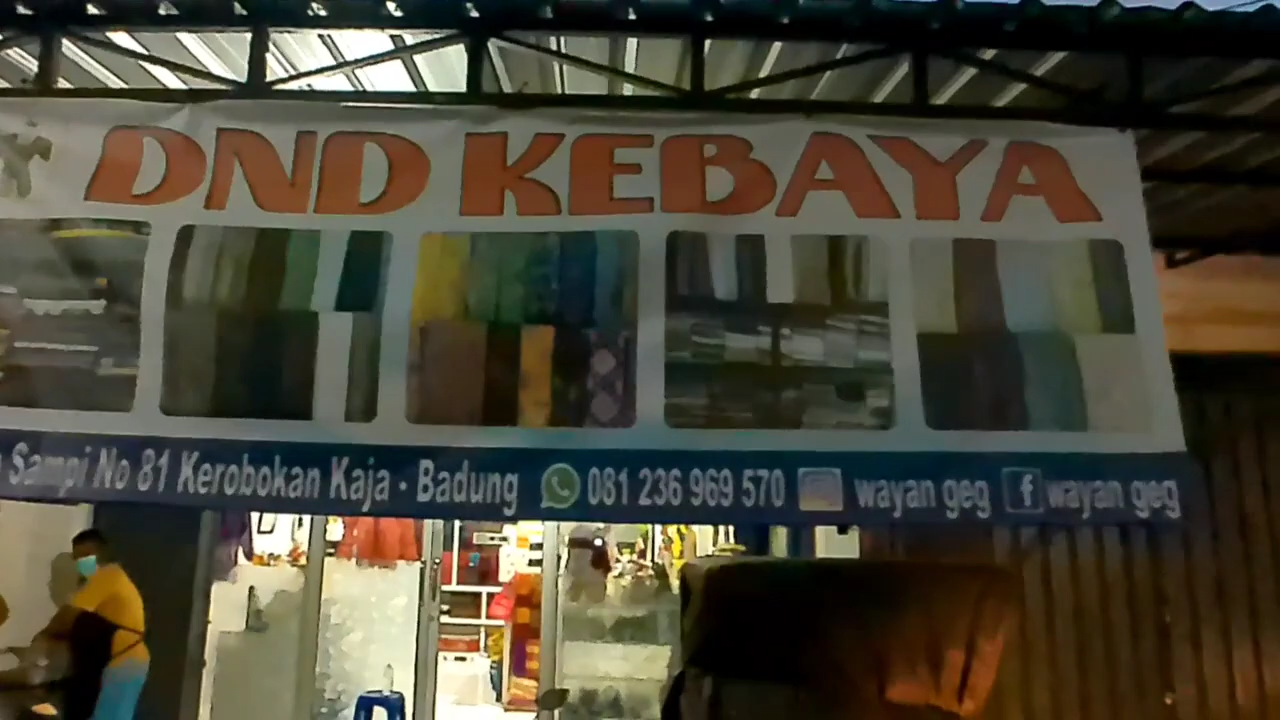 DND KEBAYA
Sampi No 81 Kerobokan Kaja - Badung 081 236 969 570 wayan geg f wayan geg